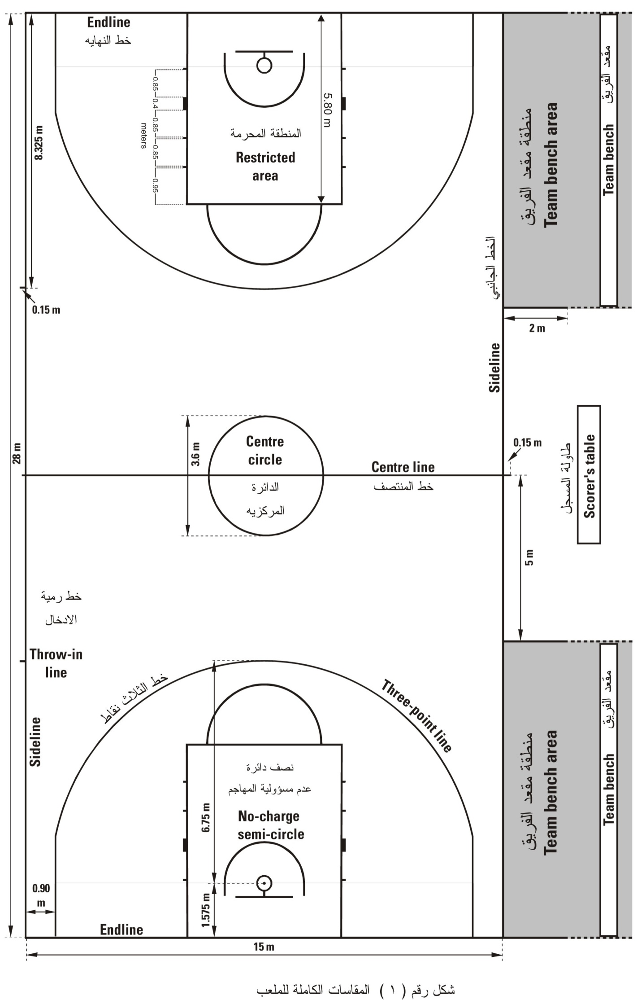 Endline
خط النهايه
5.80 m
0.85
0.4
0.85
0.85
0.95
meters
8.325 m
المنطقة المحرمة
Restricted
area
منطقة مقعد الفريق
Team bench area
مقعد الفريق
Team bench
الخط الجانبي
0.15 m
2 m
Sideline
28 m
3.6 m
Centre
circle
الدائرة
المركزيه
Centre line
خط المنتصف
0.15 m
طاولة المسجل
Scorer's table
5 m
خط رمية
الادخال
Throw-in
line
خط الثلاث نقاط
Three-point line
Sideline
نصف دائرة
عدم مسؤولية المهاجم
No-charge
semi-circle
6.75 m
1.575 m
0.90
m
Endline
منطقة مقعد الفريق
Team bench area
مقعد الفريق
Team bench
15 m
شكل رقم ( ١ ) المقاسات الكاملة للملعب